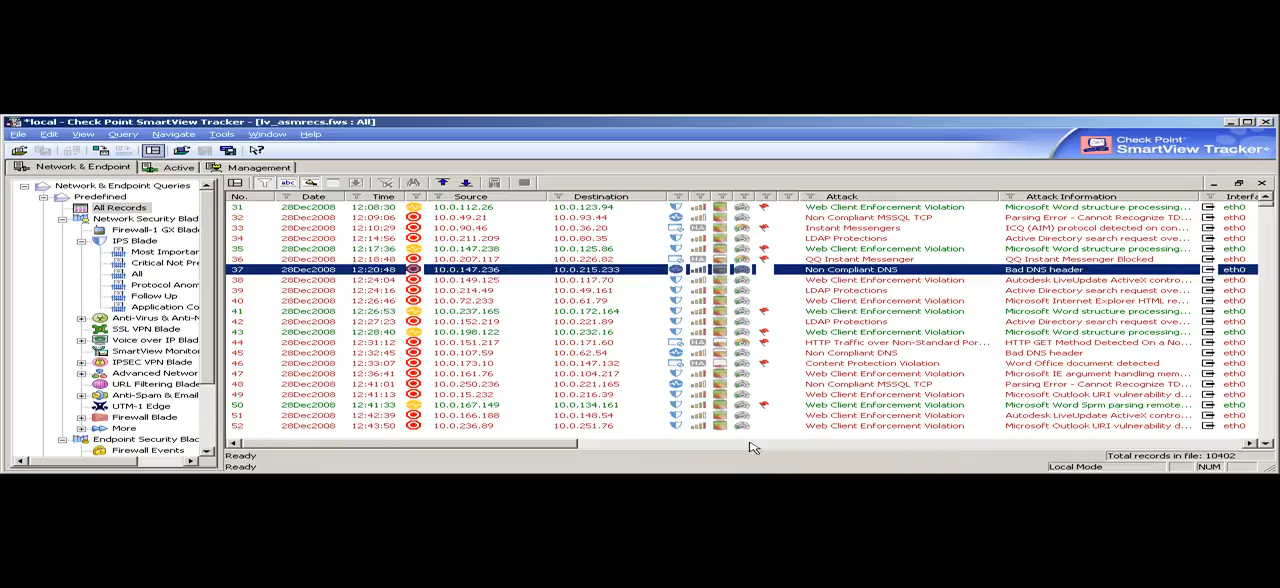 *local - Check Point SmartView Tracker - [lv_asmrecs.fws : All]
File Edit View Query Navigate Tools Window Help
Check Point
SmartView Tracker
Network & Endpoint Active Management
Network & Endpoint Queries
Predefined
All Records
Network Security Blad
Firewall-1 GX Blade
IPS Blade
Most Importan
Critical Not Pre
All
Protocol Anom
Follow Up
Application Co
Anti-Virus & Anti-
SSL VPN Blade
Voice over IP Blad
SmartView Monito
IPSEC VPN Blade
Advanced Network
URL Filtering Blade
Anti-Spam & Email
UTM-1 Edge
Firewall Blade
More
Endpoint Security Blad
Firewall Events
No. Date Time Source Destination Attack Attack Information Interfa
31 28Dec2008 12:08:30 10.0.112.26 10.0.123.94 Web Client Enforcement Violation Microsoft Word structure processing... eth0
32 28Dec2008 12:09:06 10.0.49.21 10.0.93.44 Non Compliant MSSQL TCP Parsing Error - Cannot Recognize TD... eth0
33 28Dec2008 12:10:29 10.0.90.46 10.0.36.20 NA Instant Messengers ICQ (AIM) protocol detected on con... eth0
34 28Dec2008 12:14:56 10.0.211.209 10.0.80.35 LDAP Protections Active Directory search request ove... eth0
35 28Dec2008 12:17:36 10.0.147.238 10.0.125.86 Web Client Enforcement Violation Microsoft Word structure processing... eth0
36 28Dec2008 12:18:48 10.0.207.117 10.0.226.82 NA QQ Instant Messenger QQ Instant Messenger Blocked eth0
37 28Dec2008 12:20:48 10.0.147.236 10.0.215.233 Non Compliant DNS Bad DNS header eth0
38 28Dec2008 12:24:04 10.0.149.125 10.0.117.70 Web Client Enforcement Violation Autodesk LiveUpdate ActiveX contro... eth0
39 28Dec2008 12:24:16 10.0.214.49 10.0.49.161 LDAP Protections Active Directory search request ove... eth0
40 28Dec2008 12:26:46 10.0.72.233 10.0.61.79 Web Client Enforcement Violation Microsoft Internet Explorer HTML re... eth0
41 28Dec2008 12:26:53 10.0.237.165 10.0.172.164 Web Client Enforcement Violation Microsoft Word structure processing... eth0
42 28Dec2008 12:27:23 10.0.152.219 10.0.221.89 LDAP Protections Active Directory search request ove... eth0
43 28Dec2008 12:28:40 10.0.198.122 10.0.232.16 Web Client Enforcement Violation Microsoft Word structure processing... eth0
44 28Dec2008 12:31:12 10.0.151.217 10.0.171.60 NA HTTP Traffic over Non-Standard Por... HTTP GET Method Detected On a No... eth0
45 28Dec2008 12:32:45 10.0.107.59 10.0.62.54 Non Compliant DNS Bad DNS header eth0
46 28Dec2008 12:33:07 10.0.173.10 10.0.147.132 NA Content Protection Violation Word Office document detected eth0
47 28Dec2008 12:36:41 10.0.161.76 10.0.104.217 Web Client Enforcement Violation Microsoft IE argument handling mem... eth0
48 28Dec2008 12:41:01 10.0.250.236 10.0.221.165 Non Compliant MSSQL TCP Parsing Error - Cannot Recognize TD... eth0
49 28Dec2008 12:41:13 10.0.15.232 10.0.216.39 Web Client Enforcement Violation Microsoft Outlook URI vulnerability d... eth0
50 28Dec2008 12:41:33 10.0.167.149 10.0.134.161 Web Client Enforcement Violation Microsoft Word Sprm parsing remote... eth0
51 28Dec2008 12:42:39 10.0.166.188 10.0.148.54 Web Client Enforcement Violation Autodesk LiveUpdate ActiveX contro... eth0
52 28Dec2008 12:43:50 10.0.236.89 10.0.251.76 Web Client Enforcement Violation Microsoft Outlook URI vulnerability d... eth0
Ready Total records in file: 10402
Ready Local Mode NUM